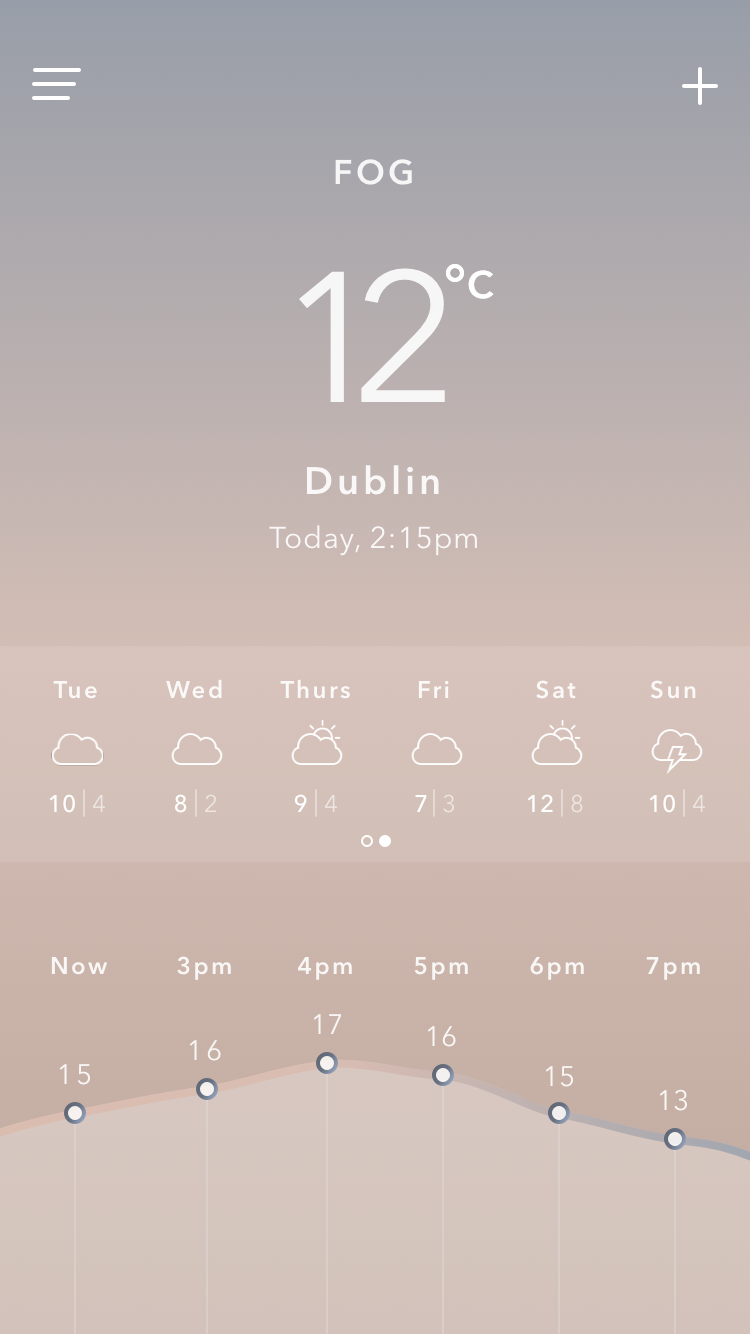 FOG
12°C
Dublin
Today, 2:15pm
Tue Wed Thurs Fri Sat Sun
10|4 8|2 9|4 7|3 12|8 10|4
Now 3pm 4pm 5pm 6pm 7pm
15 16 17 16 15 13